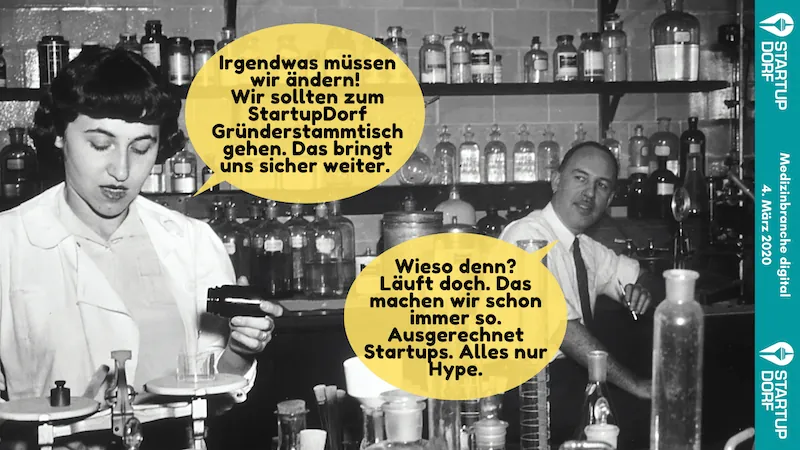 Irgendwas müssen
wir ändern!
Wir sollten zum
StartupDorf
Gründerstammtisch
gehen. Das bringt
uns sicher weiter.
Wieso denn?
Läuft doch. Das
machen wir schon
immer so.
Ausgerechnet
Startups. Alles nur
Hype.
STARTUP
DORF
Medizinbranche digital
4. März 2020
STARTUP
DORF